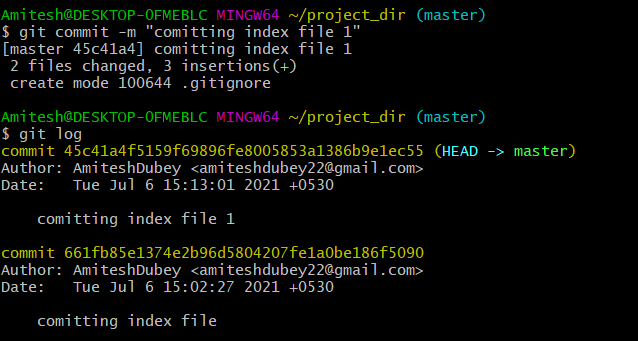 Amitesh@DESKTOP-OFMEBLC MINGW64 ~/project_dir (master)
$ git commit -m "comitting index file 1"
[master 45c41a4] comitting index file 1
 2 files changed, 3 insertions(+)
 create mode 100644 .gitignore

Amitesh@DESKTOP-OFMEBLC MINGW64 ~/project_dir (master)
$ git log
commit 45c41a4f5159f69896fe8005853a1386b9e1ec55 (HEAD -> master)
Author: AmiteshDubey <amiteshdubey22@gmail.com>
Date:   Tue Jul 6 15:13:01 2021 +0530

    comitting index file 1

commit 661fb85e1374e2b96d5804207fe1a0be186f5090
Author: AmiteshDubey <amiteshdubey22@gmail.com>
Date:   Tue Jul 6 15:02:27 2021 +0530

    comitting index file